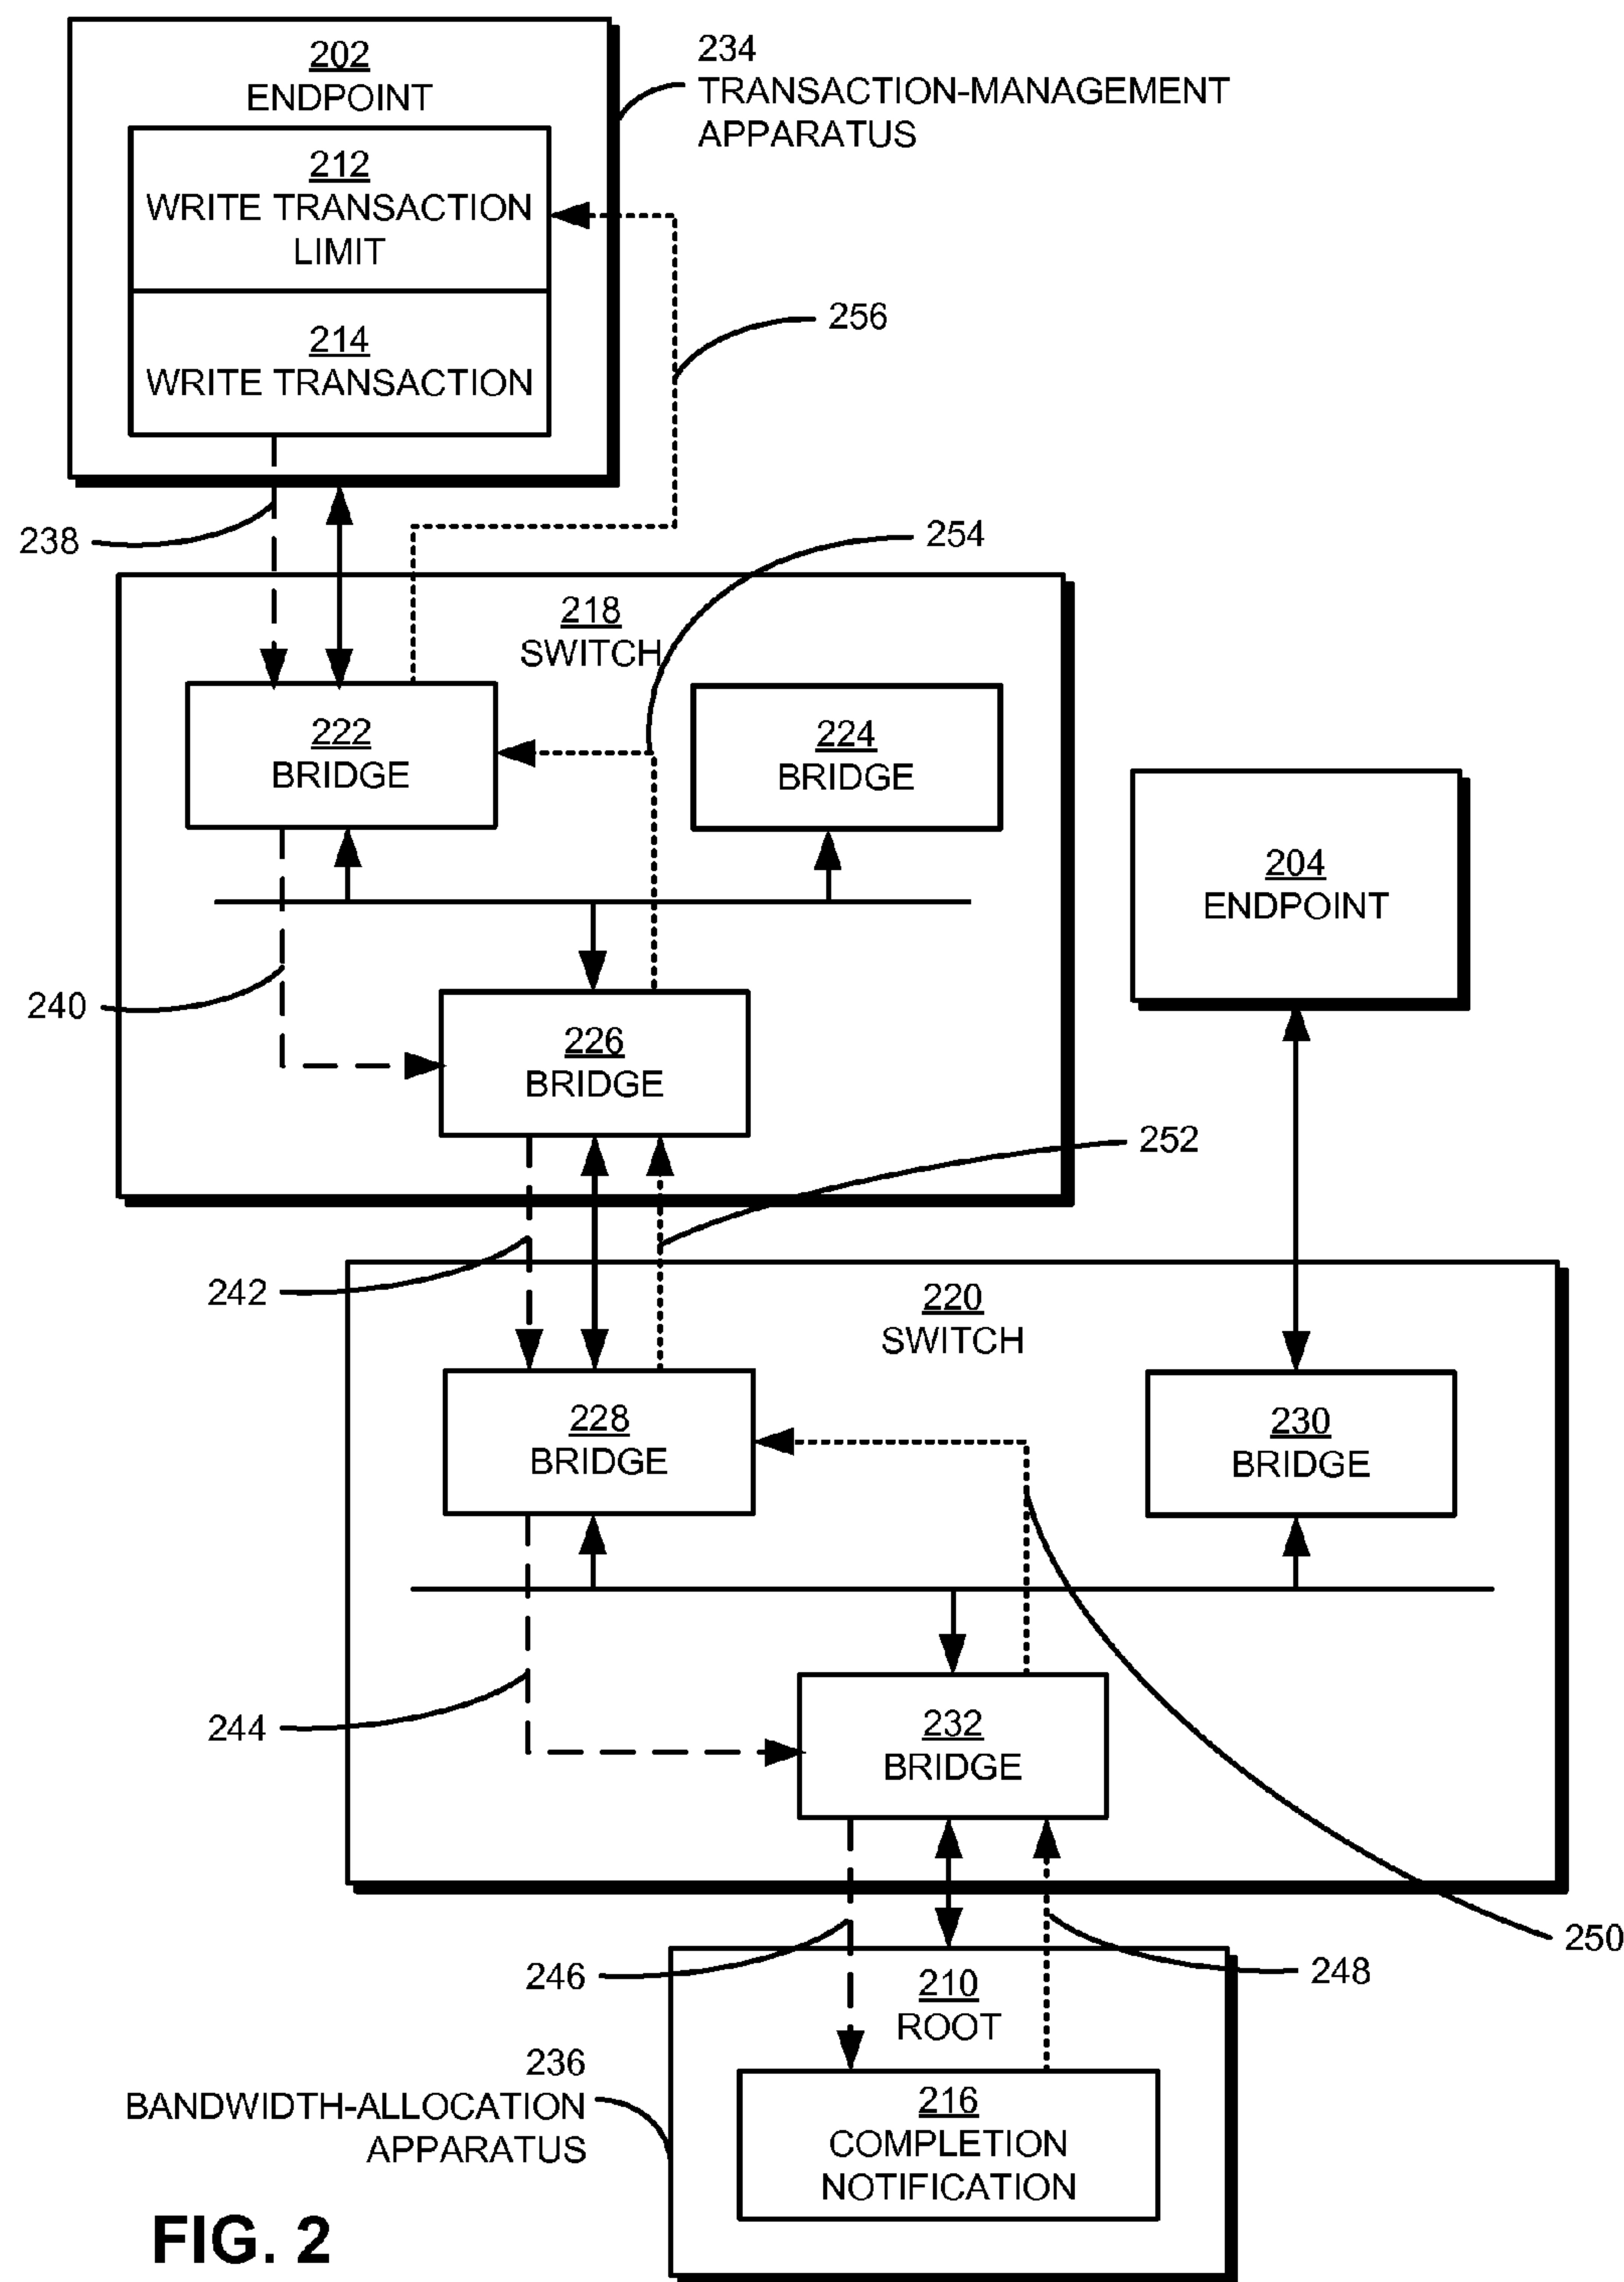 202
ENDPOINT
234
TRANSACTION-MANAGEMENT
APPARATUS
212
WRITE TRANSACTION
LIMIT
256
214
WRITE TRANSACTION
238
254
218
SWITCH
222
BRIDGE
224
BRIDGE
204
ENDPOINT
240
226
BRIDGE
252
242
220
SWITCH
228
BRIDGE
230
BRIDGE
244
232
BRIDGE
250
246
248
210
ROOT
236
BANDWIDTH-ALLOCATION
APPARATUS
216
COMPLETION
NOTIFICATION
FIG. 2